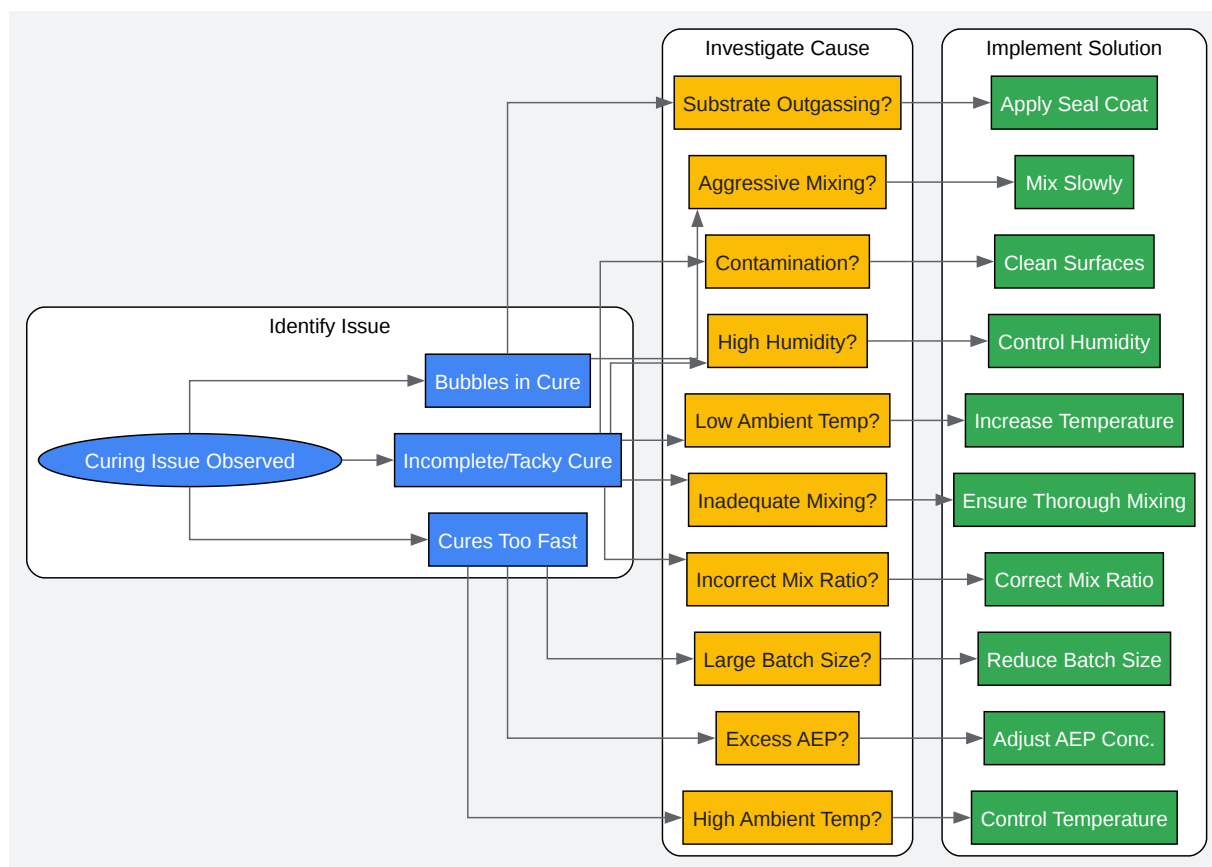 Investigate Cause
Implement Solution
Substrate Outgassing?
Apply Seal Coat
Aggressive Mixing?
Mix Slowly
Contamination?
Clean Surfaces
Identify Issue
High Humidity?
Control Humidity
Bubbles in Cure
Low Ambient Temp?
Increase Temperature
Curing Issue Observed
Incomplete/Tacky Cure
Inadequate Mixing?
Ensure Thorough Mixing
Cures Too Fast
Incorrect Mix Ratio?
Correct Mix Ratio
Large Batch Size?
Reduce Batch Size
Excess AEP?
Adjust AEP Conc.
High Ambient Temp?
Control Temperature